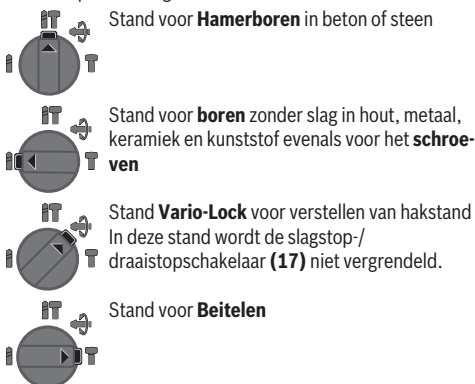 Stand voor Hamerboren in beton of steen
Stand voor boren zonder slag in hout, metaal,
keramiek en kunststof evenals voor het schroe-
ven
Stand Vario-Lock voor verstellen van hakstand
In deze stand wordt de slagstop-/
draaistopschakelaar (17) niet vergrendeld.
Stand voor Beitelen